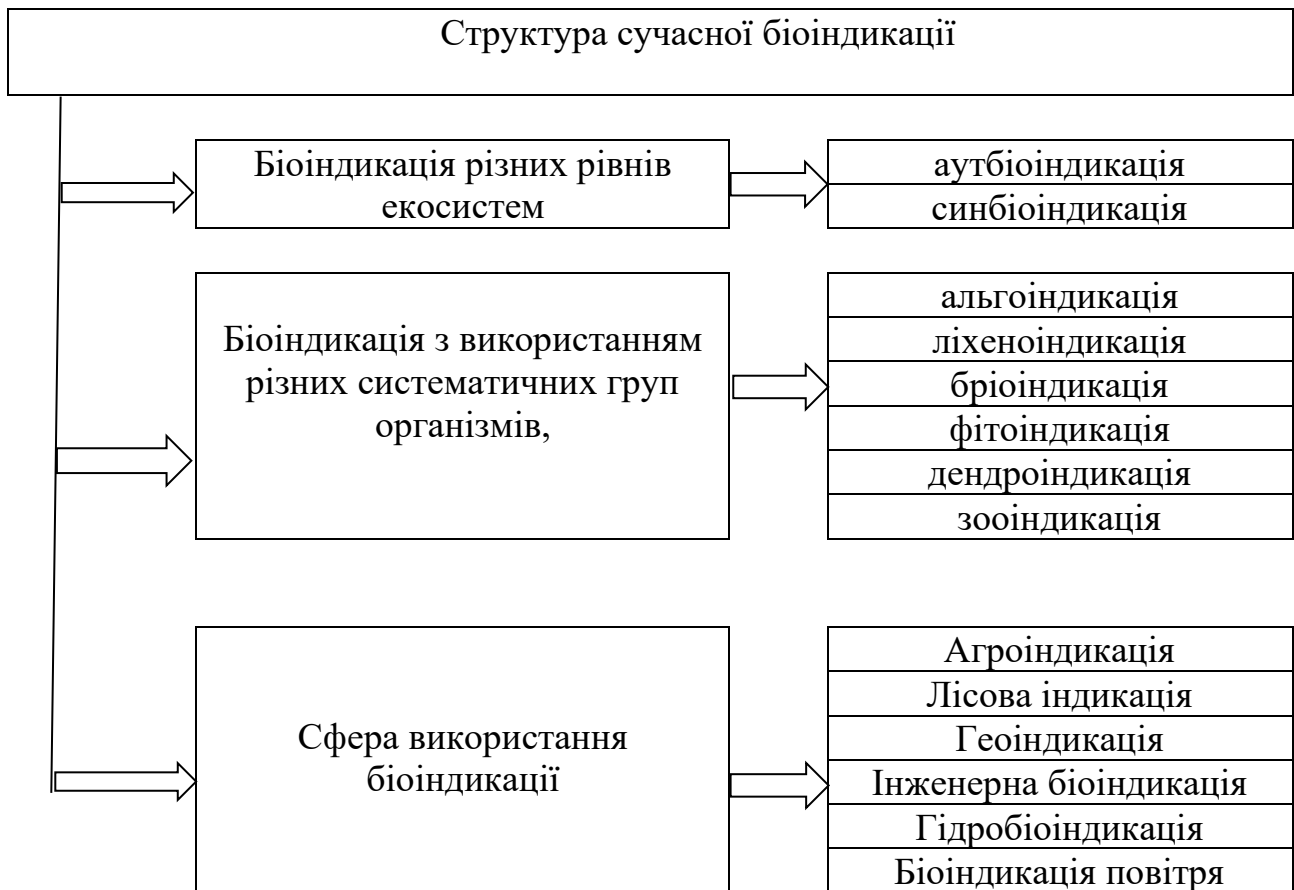 Структура сучасної біоіндикації
Біоіндикація різних рівнів
екосистем
аутбіоіндикація
синбіоіндикація
Біоіндикація з використанням
різних систематичних груп
організмів,
альгоіндикація
ліхеноіндикація
бріоіндикація
фітоіндикація
дендроіндикація
зооіндикація
Сфера використання
біоіндикації
Агроіндикація
Лісова індикація
Геоіндикація
Інженерна біоіндикація
Гідробіоіндикація
Біоіндикація повітря